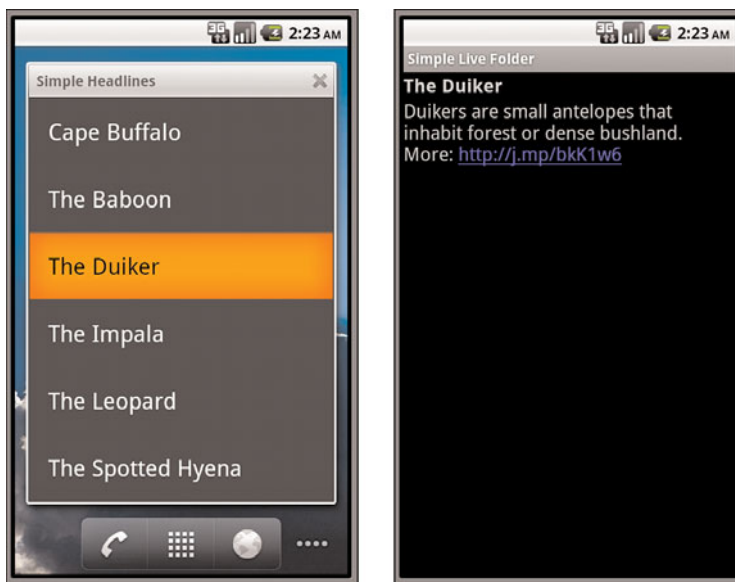 3G 2:23 AM
Simple Headlines
Cape Buffalo
The Baboon
The Duiker
The Impala
The Leopard
The Spotted Hyena
3G 2:23 AM
Simple Live Folder
The Duiker
Duikers are small antelopes that
inhabit forest or dense bushland.
More: http://j.mp/bkK1w6